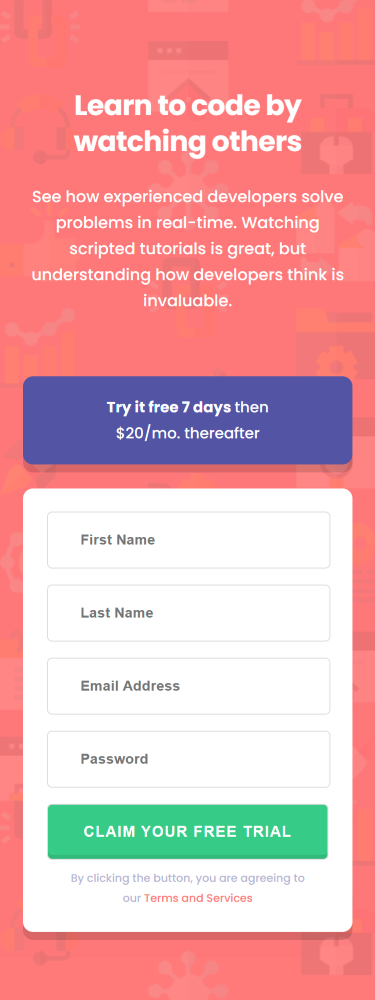 Learn to code by
watching others
See how experienced developers solve
problems in real-time. Watching
scripted tutorials is great, but
understanding how developers think is
invaluable.
Try it free 7 days then
$20/mo. thereafter
First Name
Last Name
Email Address
Password
CLAIM YOUR FREE TRIAL
By clicking the button, you are agreeing to
our Terms and Services